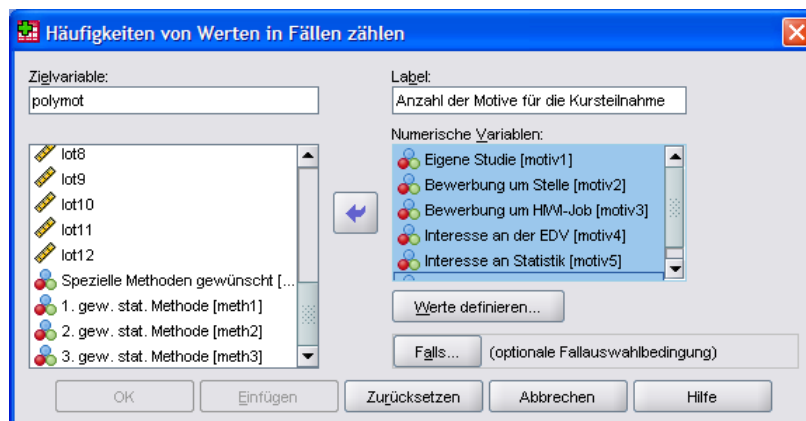 Häufigkeiten von Werten in Fällen zählen
Zielvariable:
polymot
Label:
Anzahl der Motive für die Kursteilnahme
lot8
lot9
lot10
lot11
lot12
Spezielle Methoden gewünscht [...
1. gew. stat. Methode [meth1]
2. gew. stat. Methode [meth2]
3. gew. stat. Methode [meth3]
Numerische Variablen:
Eigene Studie [motiv1]
Bewerbung um Stelle [motiv2]
Bewerbung um HIWI-Job [motiv3]
Interesse an der EDV [motiv4]
Interesse an Statistik [motiv5]
Werte definieren...
Falls... (optionale Fallauswahlbedingung)
OK Einfügen Zurücksetzen Abbrechen Hilfe